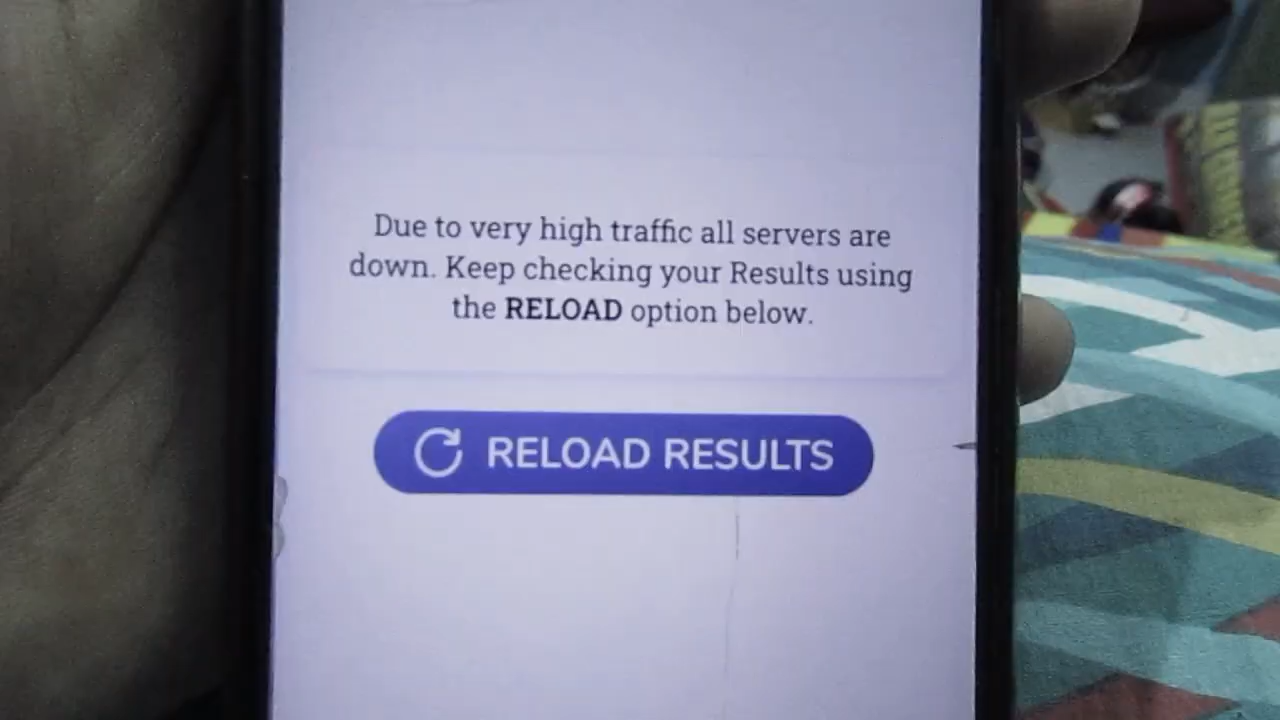 Due to very high traffic all servers are
down. Keep checking your Results using
the RELOAD option below.
RELOAD RESULTS